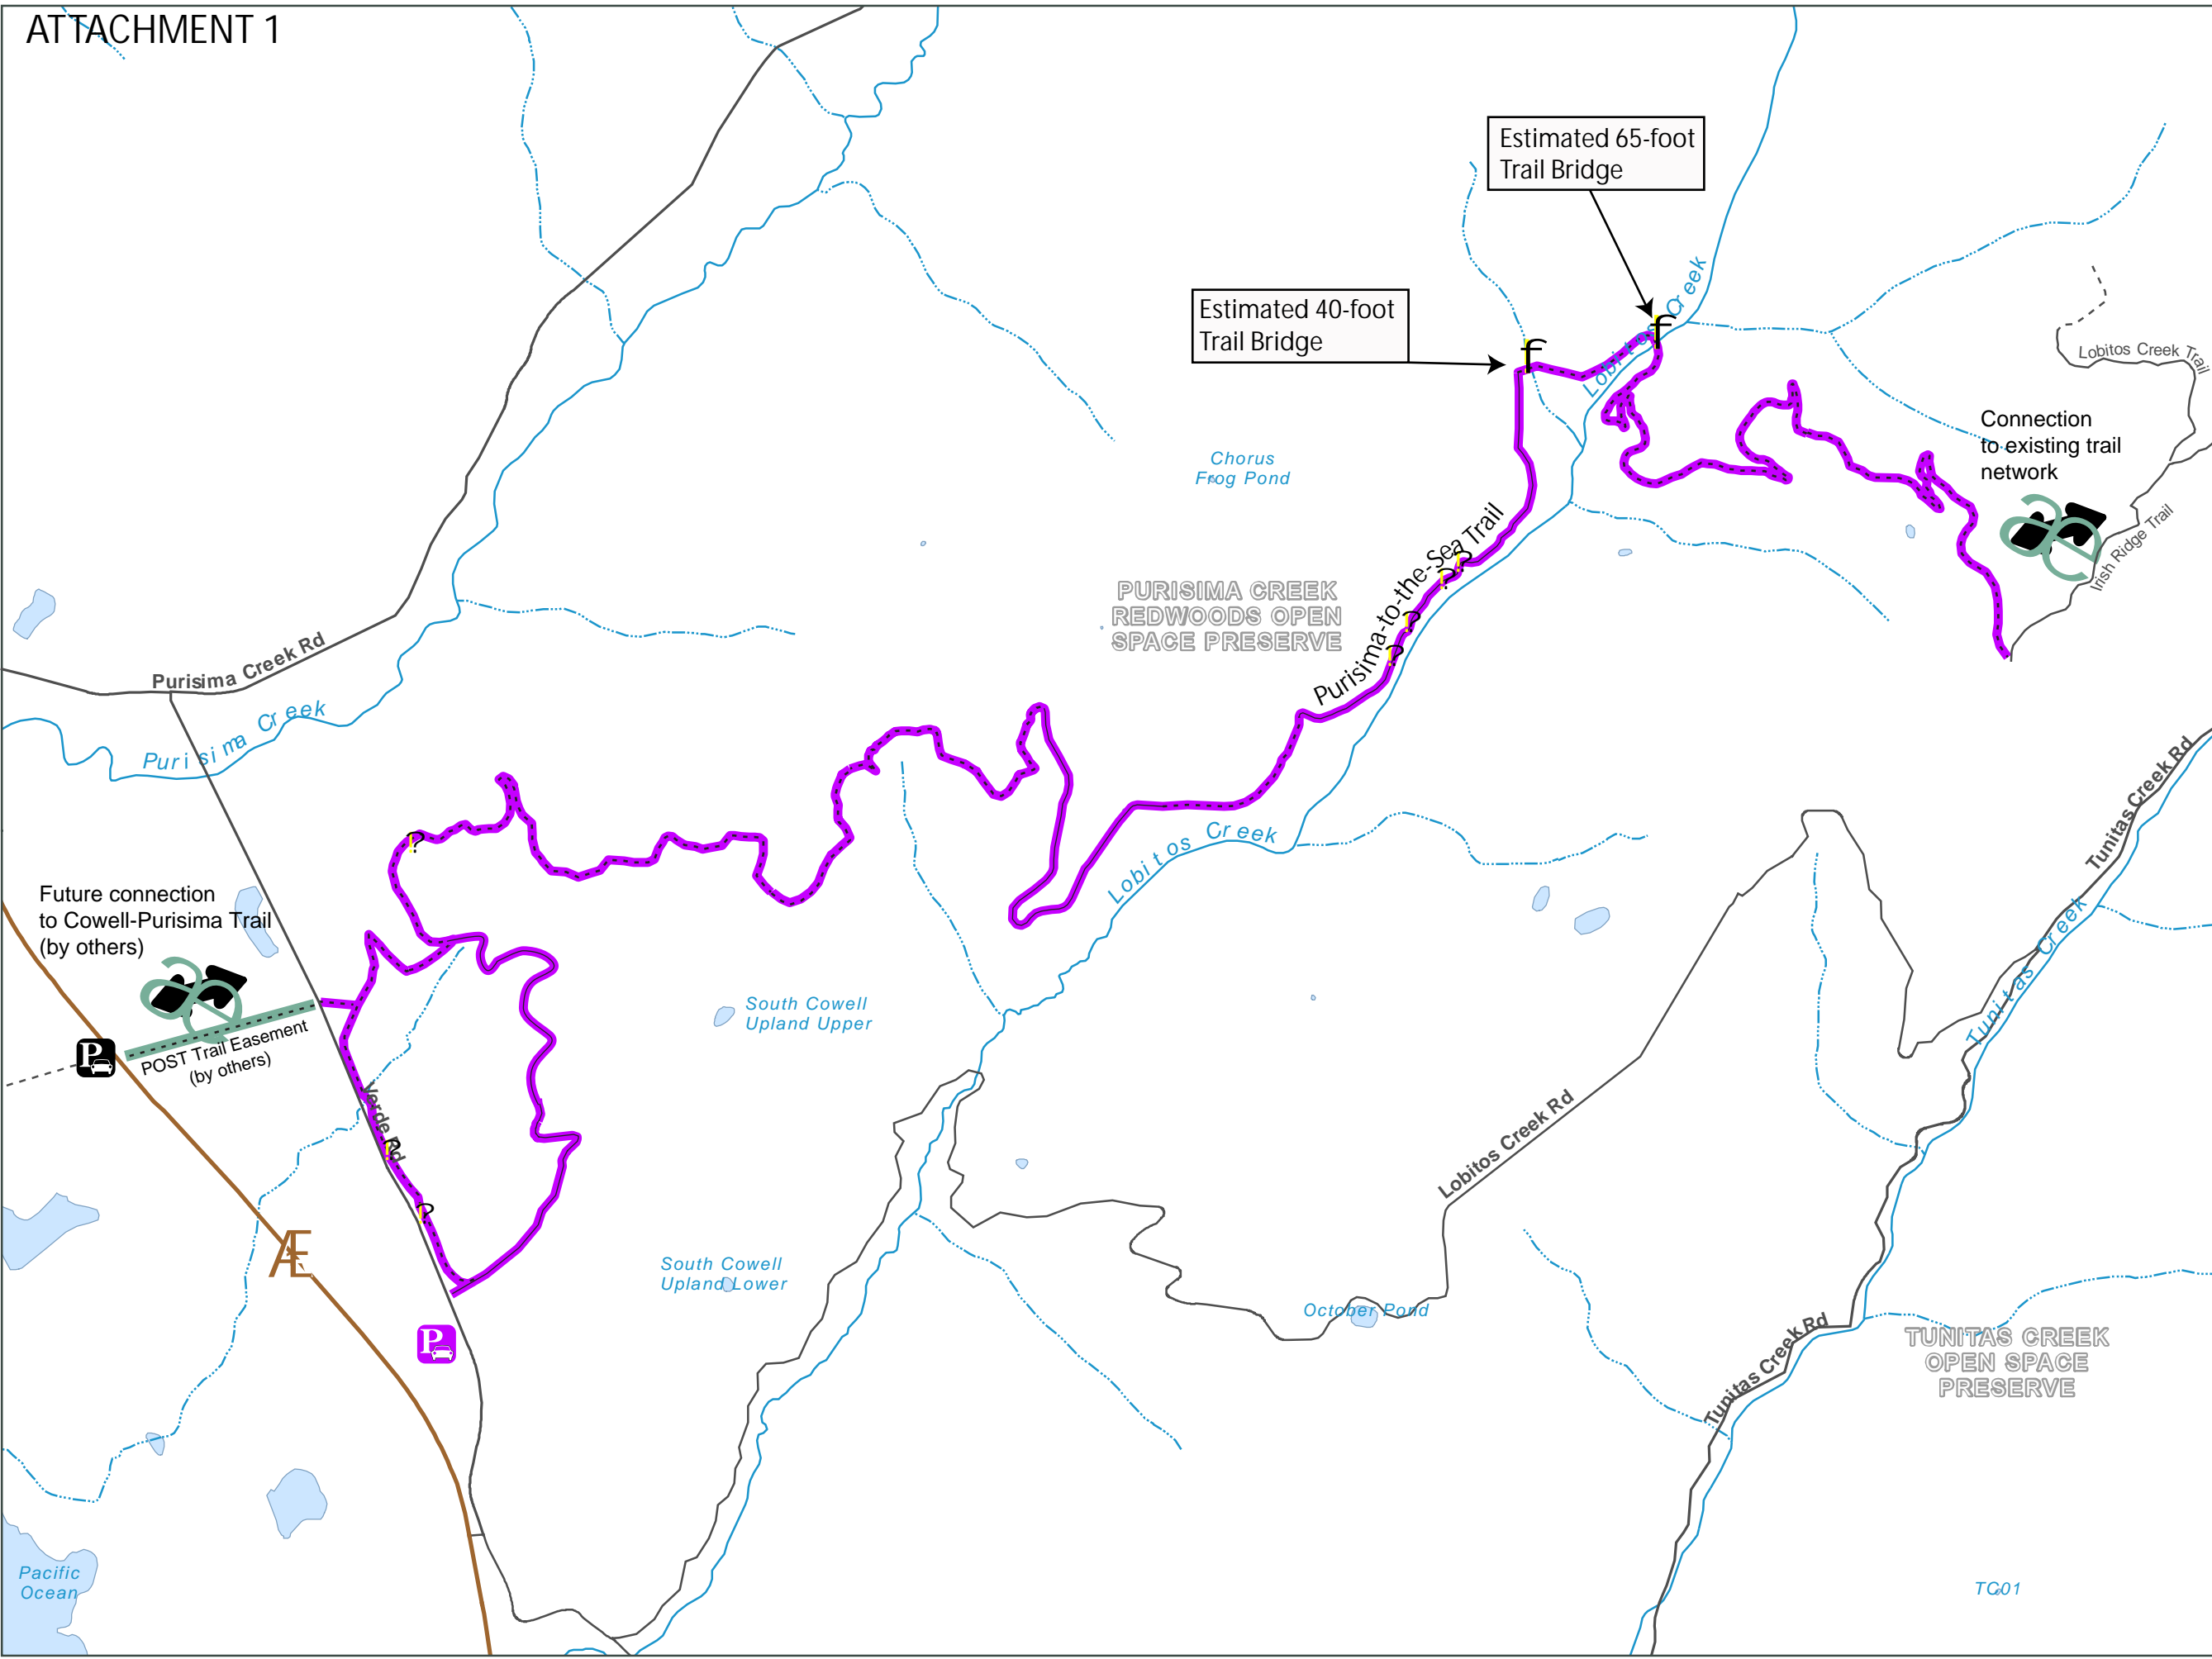 ATTACHMENT 1
Estimated 65-foot
Trail Bridge
Estimated 40-foot
Trail Bridge
Lobitos Creek
Lobitos Creek Trail
Connection
to existing trail
network
Irish Ridge Trail
Chorus
Frog Pond
Purisima-to-the-Sea Trail
PURISIMA CREEK
REDWOODS OPEN
SPACE PRESERVE
Purisima Creek Rd
Purisima Creek
Tunitas Creek Rd
Lobitos Creek
Future connection
to Cowell-Purisima Trail
(by others)
POST Trail Easement
(by others)
P
Verde Rd
South Cowell
Upland Upper
Tunitas Creek
Lobitos Creek Rd
Æ
South Cowell
Upland Lower
October Pond
P
Tunitas Creek Rd
TUNITAS CREEK
OPEN SPACE
PRESERVE
Pacific
Ocean
TC01